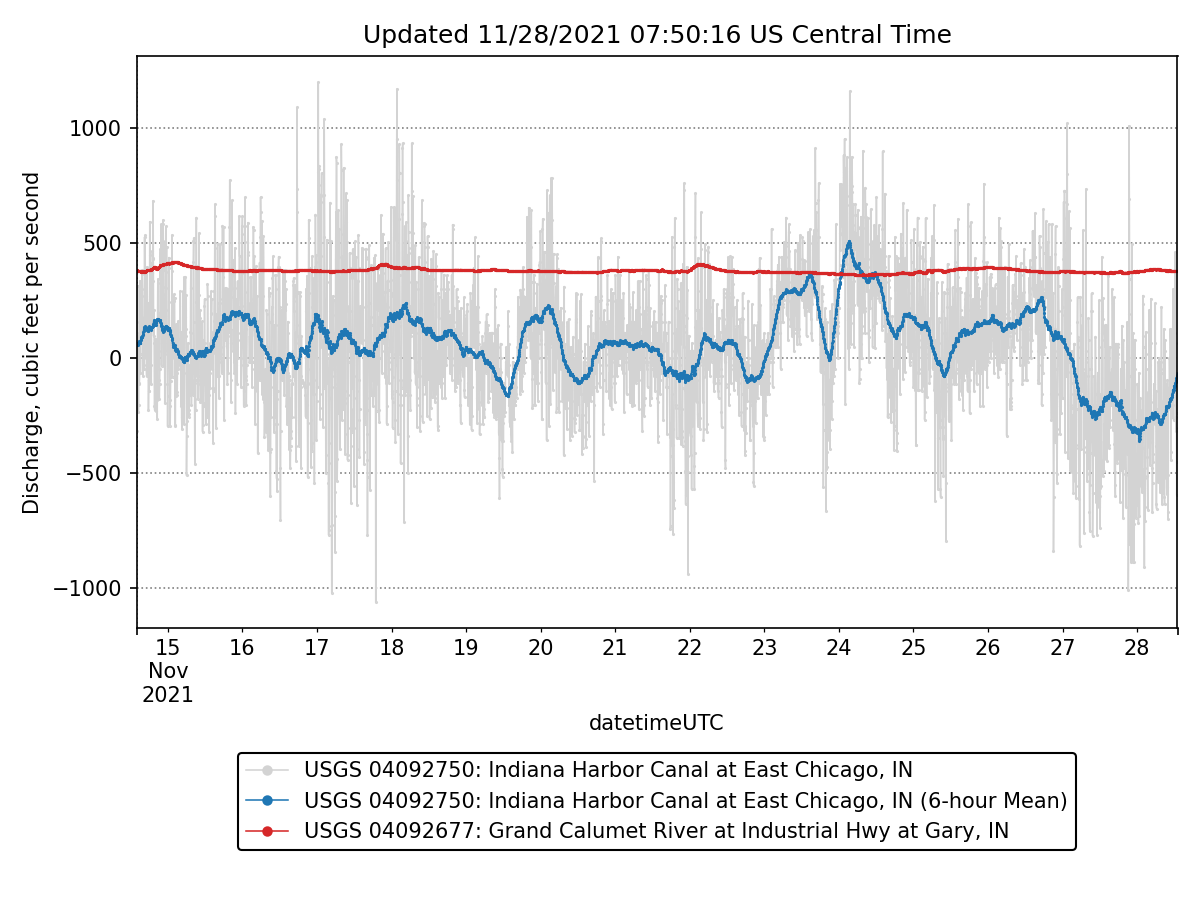 Updated 11/28/2021 07:50:16 US Central Time
Discharge, cubic feet per second
1000
500
0
−500
−1000
15 16 17 18 19 20 21 22 23 24 25 26 27 28
Nov
2021
datetimeUTC
USGS 04092750: Indiana Harbor Canal at East Chicago, IN
USGS 04092750: Indiana Harbor Canal at East Chicago, IN (6-hour Mean)
USGS 04092677: Grand Calumet River at Industrial Hwy at Gary, IN